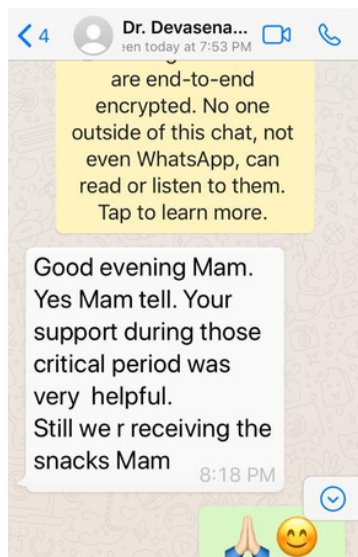 4
Dr. Devasena...
een today at 7:53 PM
are end-to-end
encrypted. No one
outside of this chat, not
even WhatsApp, can
read or listen to them.
Tap to learn more.
Good evening Mam.
Yes Mam tell. Your
support during those
critical period was
very helpful.
Still we r receiving the
snacks Mam
8:18 PM